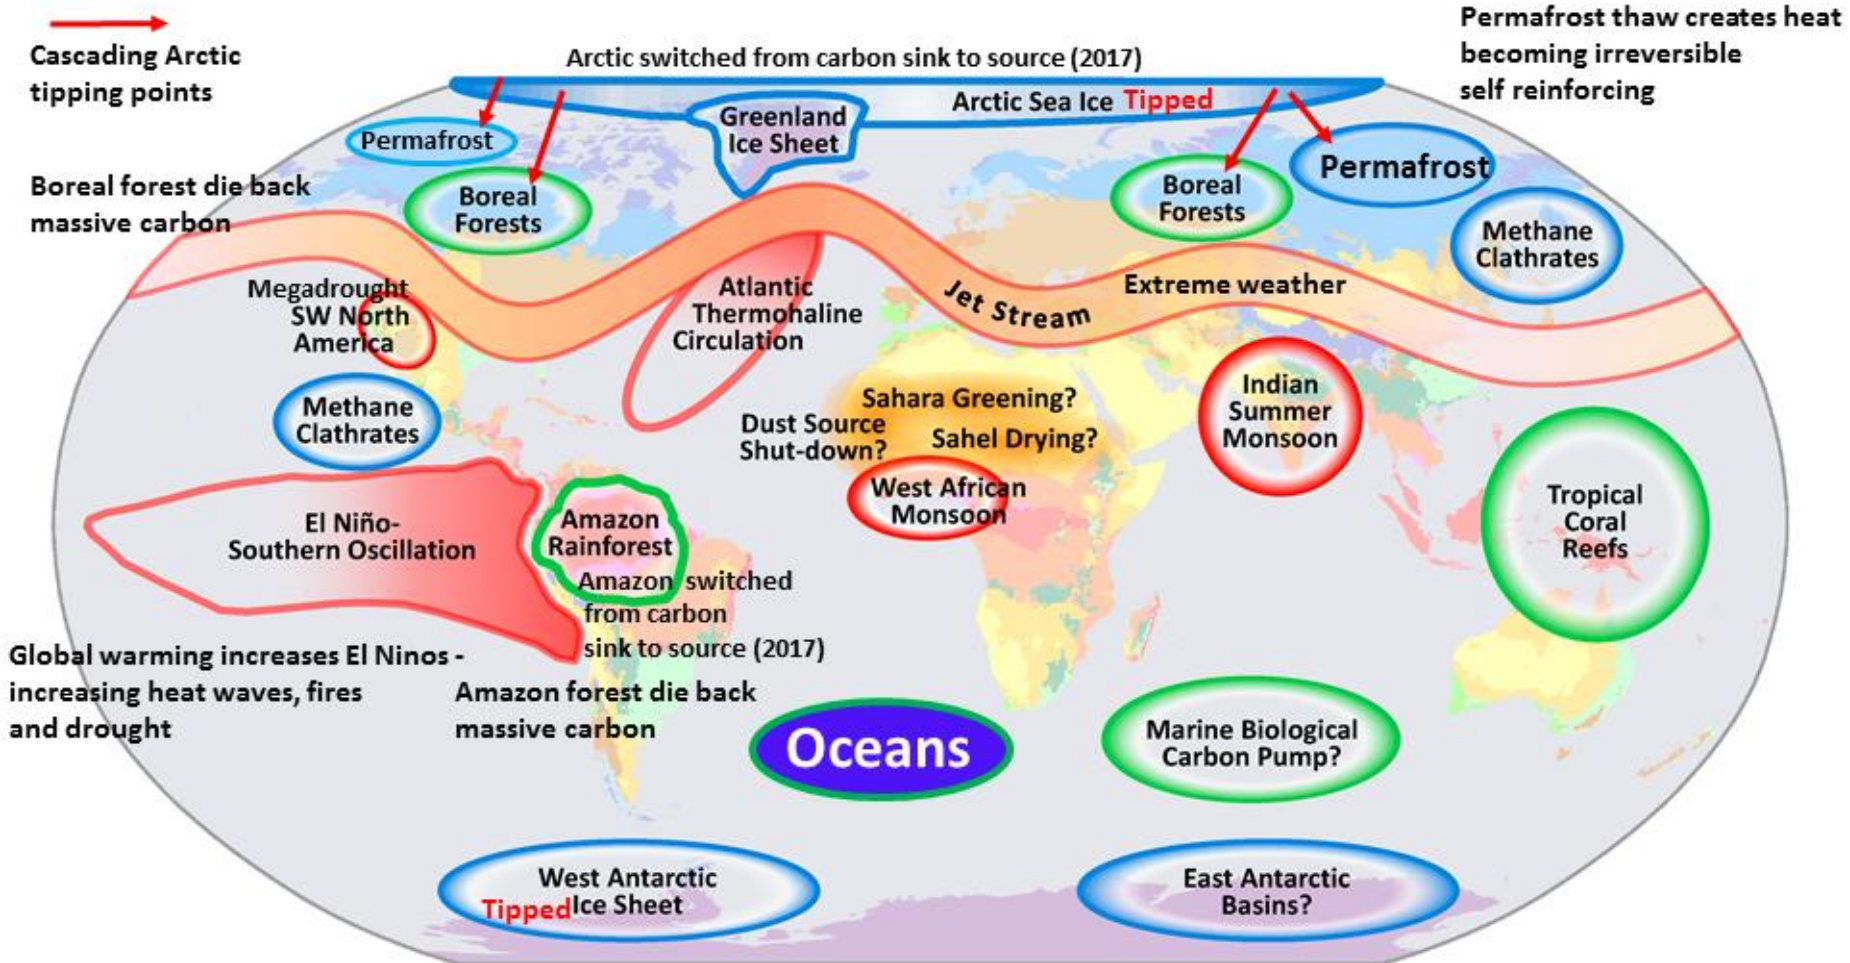 Cascading Arctic
tipping points
Arctic switched from carbon sink to source (2017)
Permafrost thaw creates heat
becoming irreversible
self reinforcing
Arctic Sea Ice Tipped
Greenland
Ice Sheet
Permafrost
Boreal forest die back
massive carbon
Boreal
Forests
Boreal
Forests
Permafrost
Methane
Clathrates
Megadrought
SW North
America
Atlantic
Thermohaline
Circulation
Jet Stream
Extreme weather
Methane
Clathrates
Sahara Greening?
Dust Source
Shut-down?
Sahel Drying?
Indian
Summer
Monsoon
West African
Monsoon
Tropical
Coral
Reefs
El Niño-
Southern Oscillation
Amazon
Rainforest
Amazon switched
from carbon
sink to source (2017)
Global warming increases El Ninos -
increasing heat waves, fires
and drought
Amazon forest die back
massive carbon
Oceans
Marine Biological
Carbon Pump?
West Antarctic
Tipped Ice Sheet
East Antarctic
Basins?